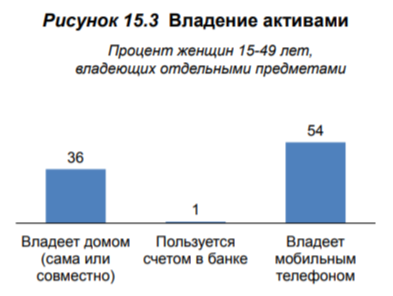 Рисунок 15.3 Владение активами
Процент женщин 15-49 лет,
владеющих отдельными предметами
36
1
54
Владеет домом
(сама или
совместно)
Пользуется
счетом в банке
Владеет
мобильным
телефоном